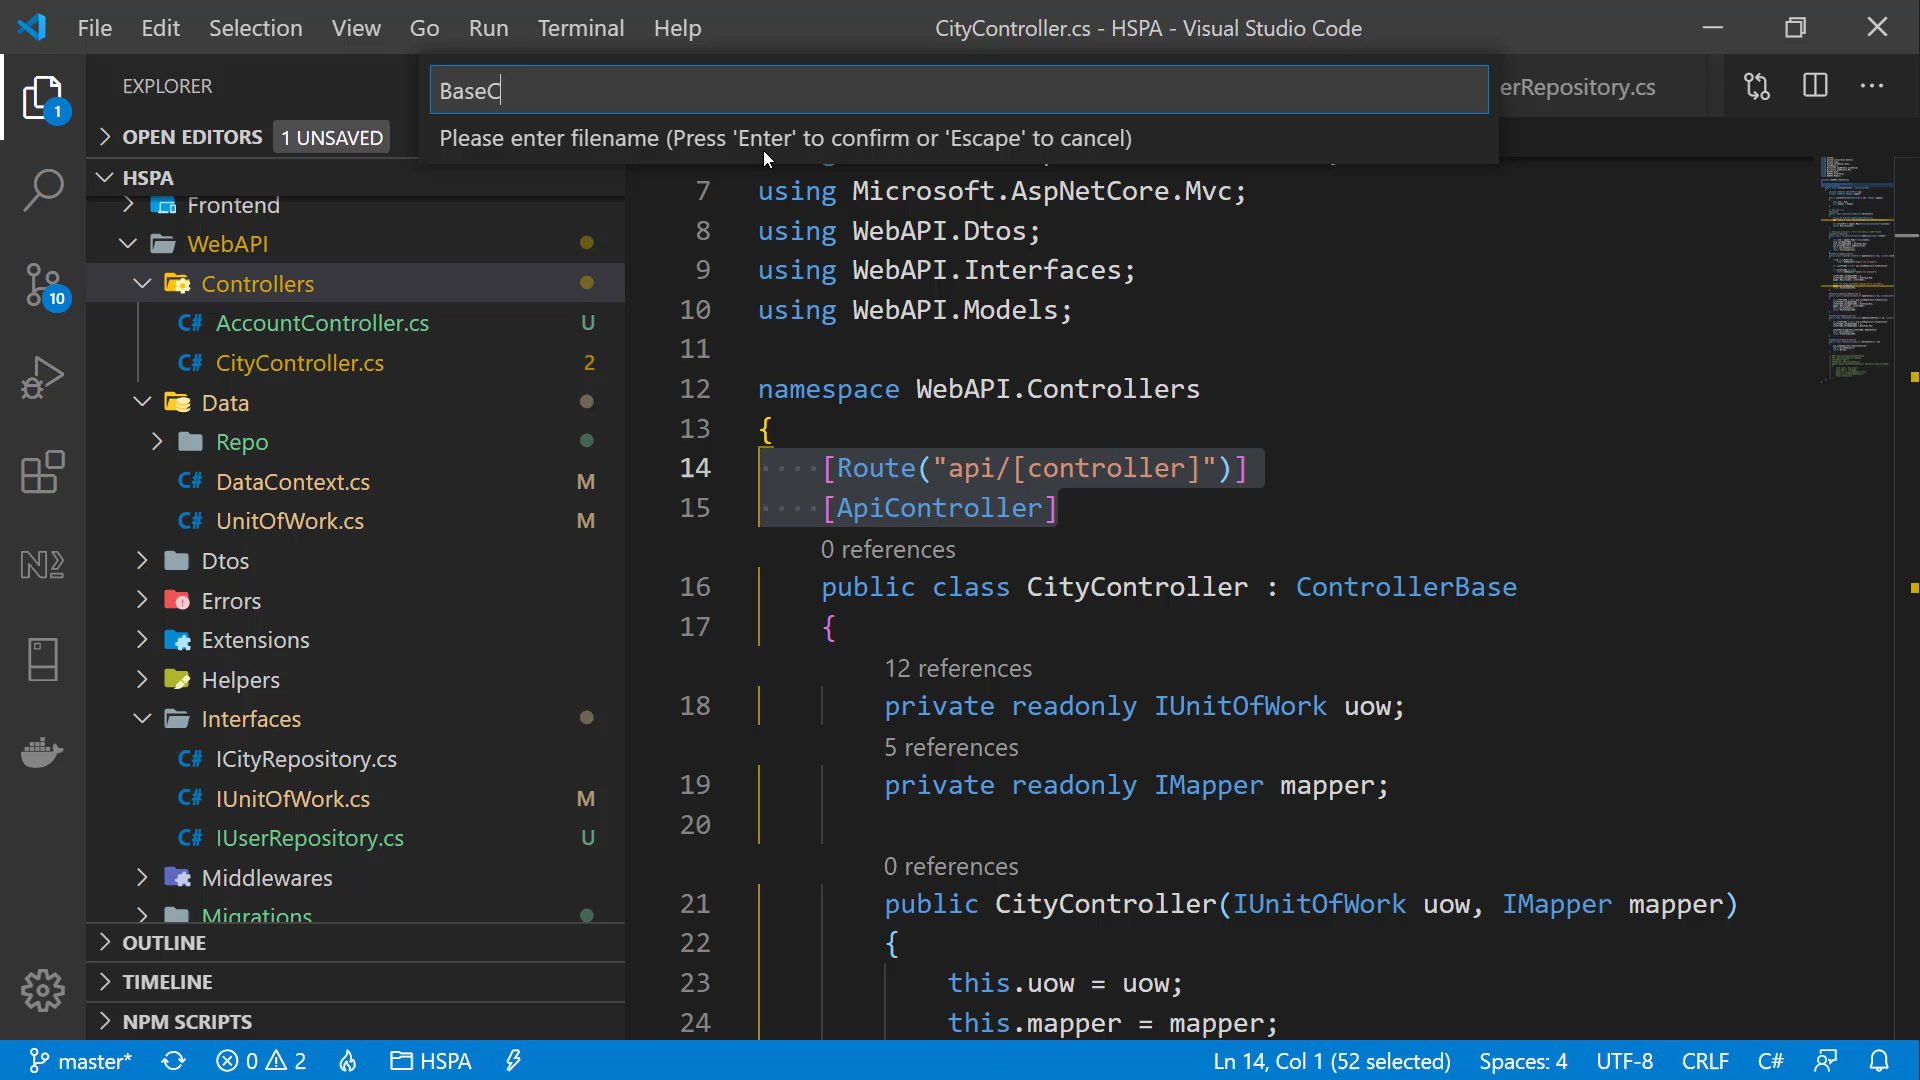 File Edit Selection View Go Run Terminal Help
CityController.cs - HSPA - Visual Studio Code
EXPLORER
BaseC
erRepository.cs
1
OPEN EDITORS 1 UNSAVED
Please enter filename (Press 'Enter' to confirm or 'Escape' to cancel)
HSPA
Frontend
WebAPI
Controllers
AccountController.cs U
CityController.cs 2
Data
Repo
DataContext.cs M
UnitOfWork.cs M
Dtos
Errors
Extensions
Helpers
Interfaces
ICityRepository.cs
IUnitOfWork.cs M
IUserRepository.cs U
Middlewares
Migrations
OUTLINE
TIMELINE
NPM SCRIPTS
10
7 using Microsoft.AspNetCore.Mvc;
8 using WebAPI.Dtos;
9 using WebAPI.Interfaces;
10 using WebAPI.Models;
11
12 namespace WebAPI.Controllers
13 {
14 ····[Route("api/[controller]")]
15 ····[ApiController]
0 references
16 public class CityController : ControllerBase
17 {
12 references
18 private readonly IUnitOfWork uow;
5 references
19 private readonly IMapper mapper;
20
0 references
21 public CityController(IUnitOfWork uow, IMapper mapper)
22 {
23 this.uow = uow;
24 this.mapper = mapper;
master* 0 2 HSPA Ln 14, Col 1 (52 selected) Spaces: 4 UTF-8 CRLF C#